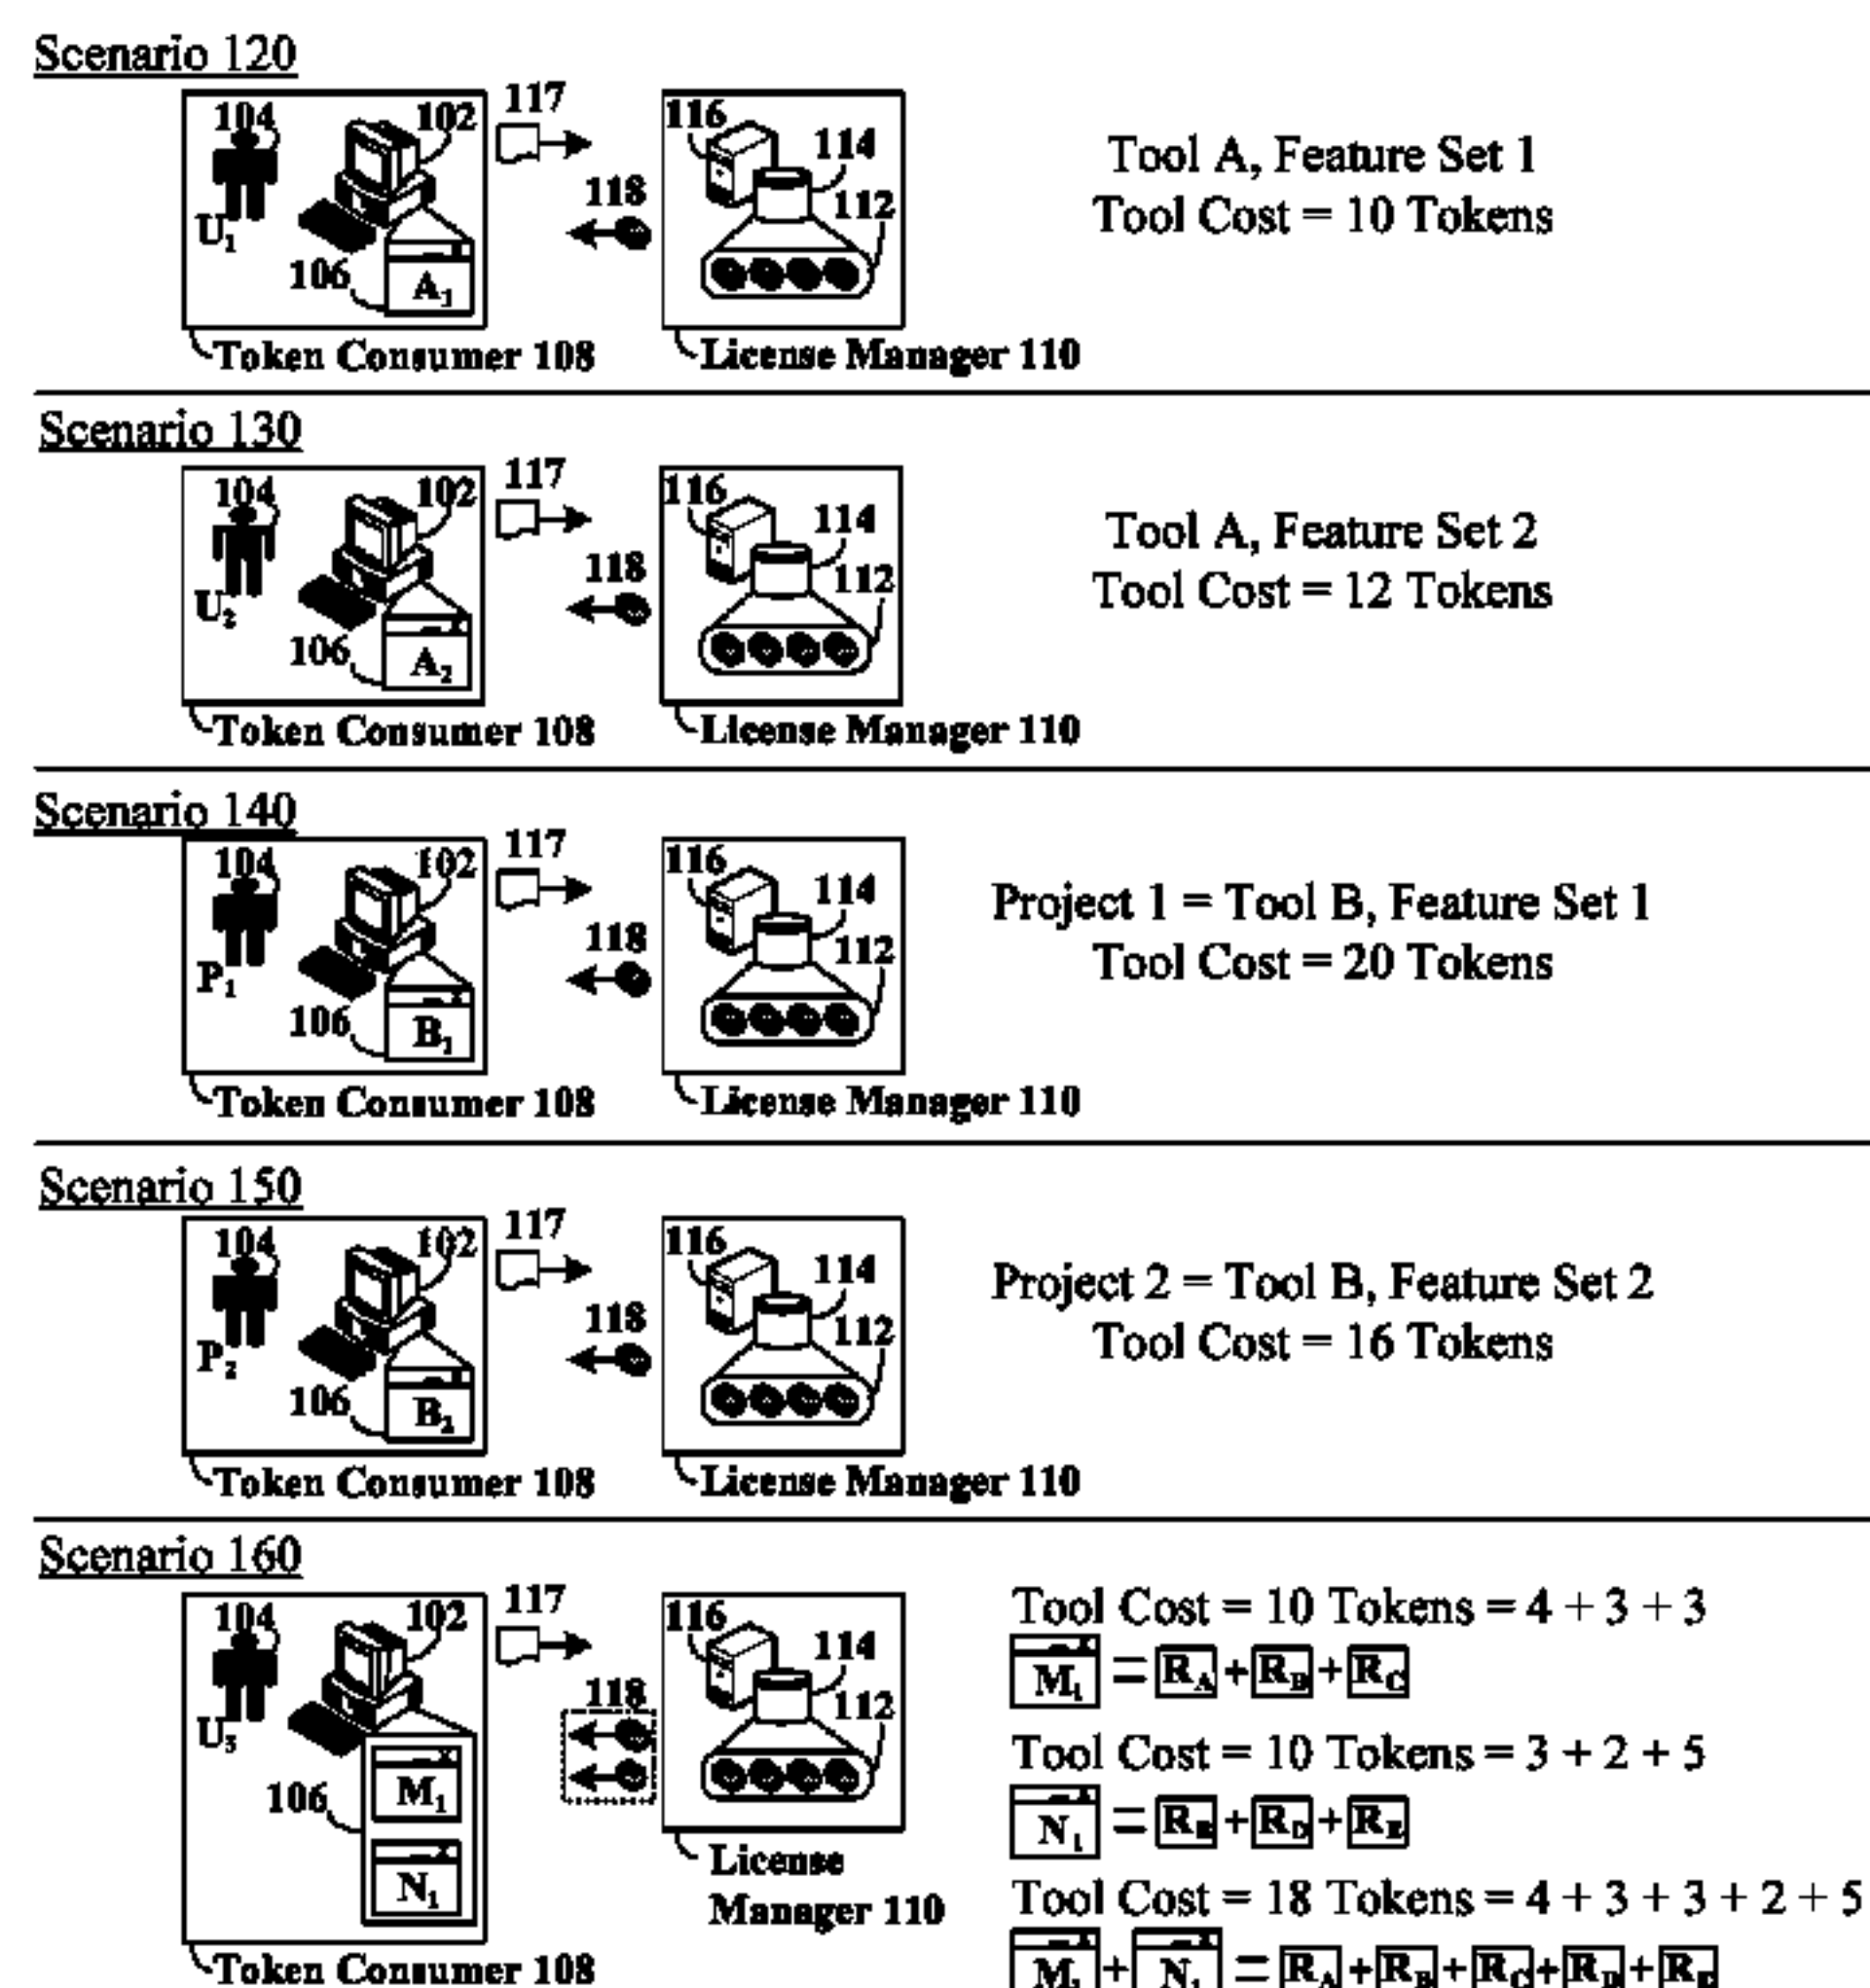 Scenario 120
104 102 117 116 114
118 112
U1
106 A1
Token Consumer 108 License Manager 110
Tool A, Feature Set 1
Tool Cost = 10 Tokens
Scenario 130
104 102 117 116 114
118 112
U2
106 A2
Token Consumer 108 License Manager 110
Tool A, Feature Set 2
Tool Cost = 12 Tokens
Scenario 140
104 102 117 116 114
118 112
P1
106 B1
Token Consumer 108 License Manager 110
Project 1 = Tool B, Feature Set 1
Tool Cost = 20 Tokens
Scenario 150
104 102 117 116 114
118 112
P2
106 B2
Token Consumer 108 License Manager 110
Project 2 = Tool B, Feature Set 2
Tool Cost = 16 Tokens
Scenario 160
104 102 117 116 114
118 112
U3
106 M1
N1
Token Consumer 108
License
Manager 110
Tool Cost = 10 Tokens = 4 + 3 + 3
M1 = RA + RB + RC
Tool Cost = 10 Tokens = 3 + 2 + 5
N1 = RB + RD + RE
Tool Cost = 18 Tokens = 4 + 3 + 3 + 2 + 5
M1 + N1 = RA + RB + RC + RD + RE